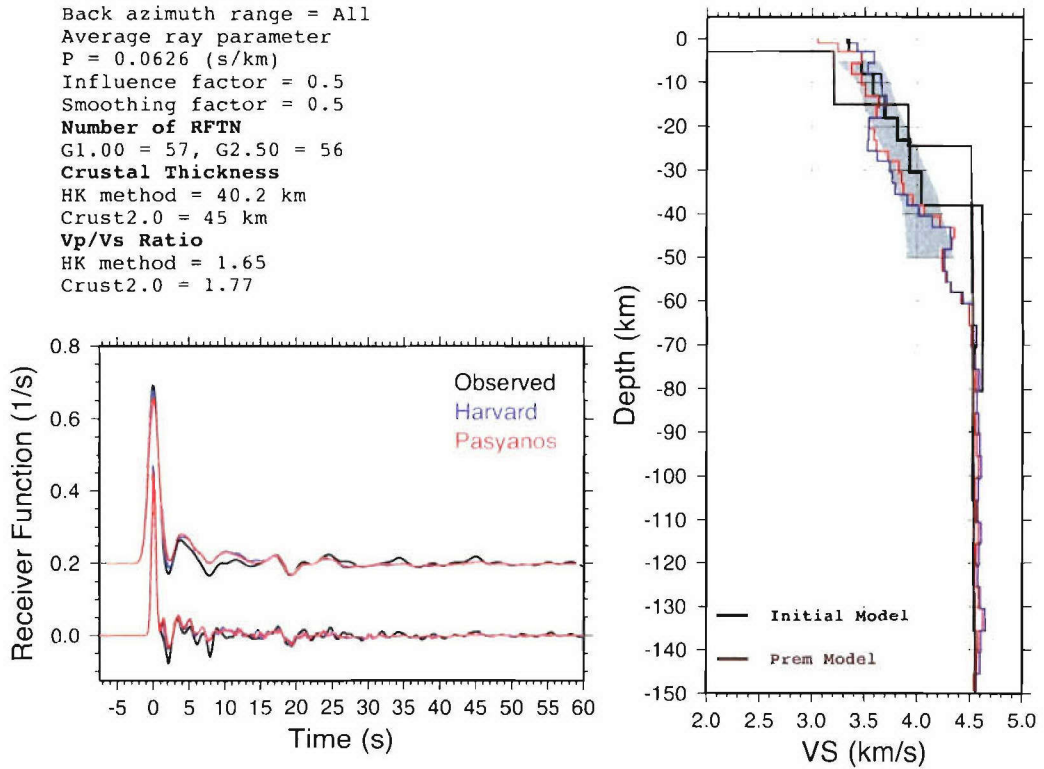 Back azimuth range = All
Average ray parameter
P = 0.0626 (s/km)
Influence factor = 0.5
Smoothing factor = 0.5
Number of RFTN
G1.00 = 57, G2.50 = 56
Crustal Thickness
HK method = 40.2 km
Crust2.0 = 45 km
Vp/Vs Ratio
HK method = 1.65
Crust2.0 = 1.77
Receiver Function (1/s)
0.8
0.6
0.4
0.2
0.0
Observed
Harvard
Pasyanos
-5 0 5 10 15 20 25 30 35 40 45 50 55 60
Time (s)
Depth (km)
0
-10
-20
-30
-40
-50
-60
-70
-80
-90
-100
-110
-120
-130
-140
-150
Initial Model
Prem Model
2.0 2.5 3.0 3.5 4.0 4.5 5.0
VS (km/s)